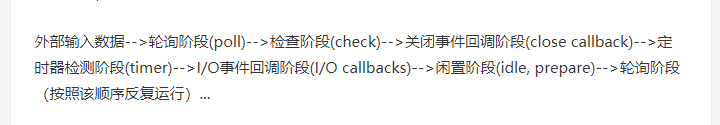 外部输入数据-->轮询阶段(poll)-->检查阶段(check)-->关闭事件回调阶段(close callback)-->定
时器检测阶段(timer)-->I/O事件回调阶段(I/O callbacks)-->闲置阶段(idle, prepare)-->轮询阶段
（按照该顺序反复运行）...